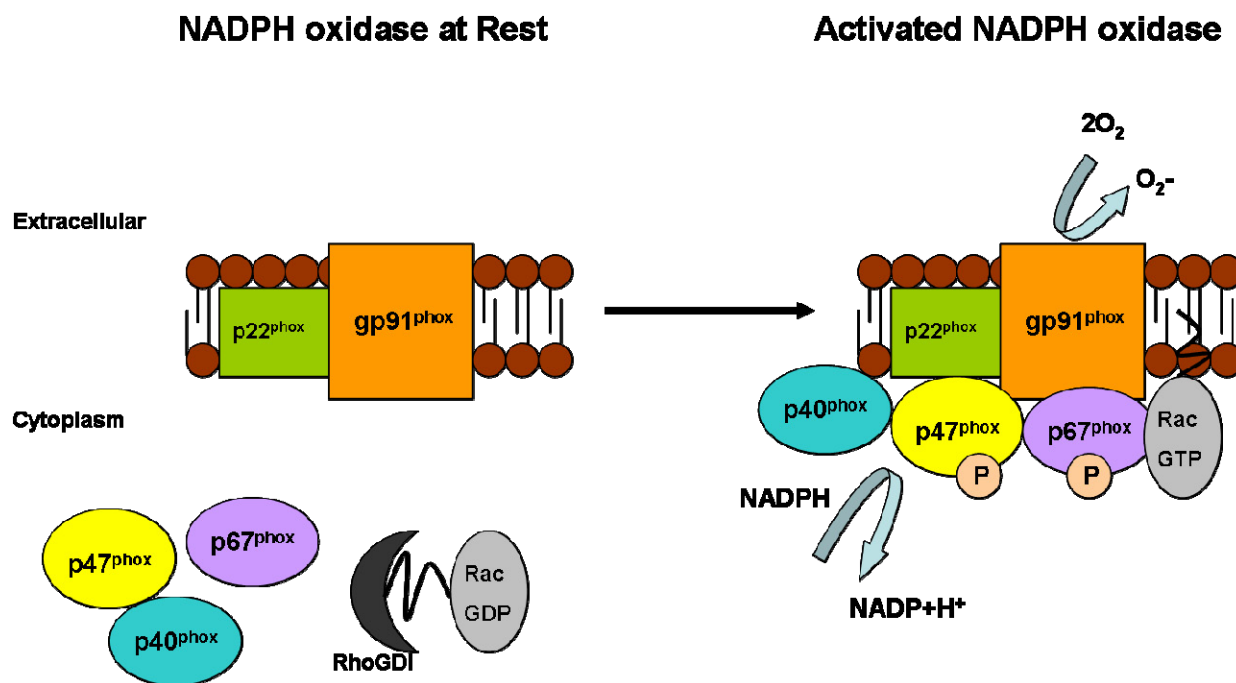 NADPH oxidase at Rest
Extracellular
p22phox
gp91phox
Cytoplasm
p47phox
p67phox
p40phox
RhoGDI
Rac
GDP
Activated NADPH oxidase
2O₂
O₂-
p22phox
gp91phox
p40phox
p47phox
p67phox
Rac
GTP
P
P
NADPH
NADP+H⁺